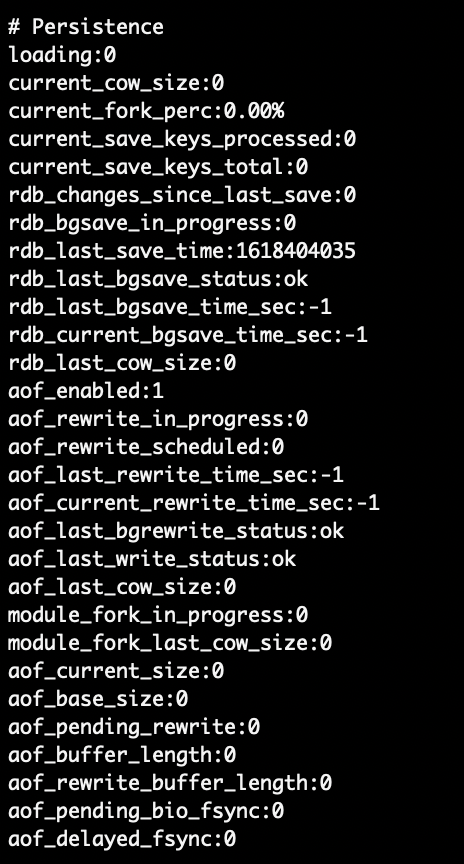 # Persistence
loading:0
current_cow_size:0
current_fork_perc:0.00%
current_save_keys_processed:0
current_save_keys_total:0
rdb_changes_since_last_save:0
rdb_bgsave_in_progress:0
rdb_last_save_time:1618404035
rdb_last_bgsave_status:ok
rdb_last_bgsave_time_sec:-1
rdb_current_bgsave_time_sec:-1
rdb_last_cow_size:0
aof_enabled:1
aof_rewrite_in_progress:0
aof_rewrite_scheduled:0
aof_last_rewrite_time_sec:-1
aof_current_rewrite_time_sec:-1
aof_last_bgrewrite_status:ok
aof_last_write_status:ok
aof_last_cow_size:0
module_fork_in_progress:0
module_fork_last_cow_size:0
aof_current_size:0
aof_base_size:0
aof_pending_rewrite:0
aof_buffer_length:0
aof_rewrite_buffer_length:0
aof_pending_bio_fsync:0
aof_delayed_fsync:0